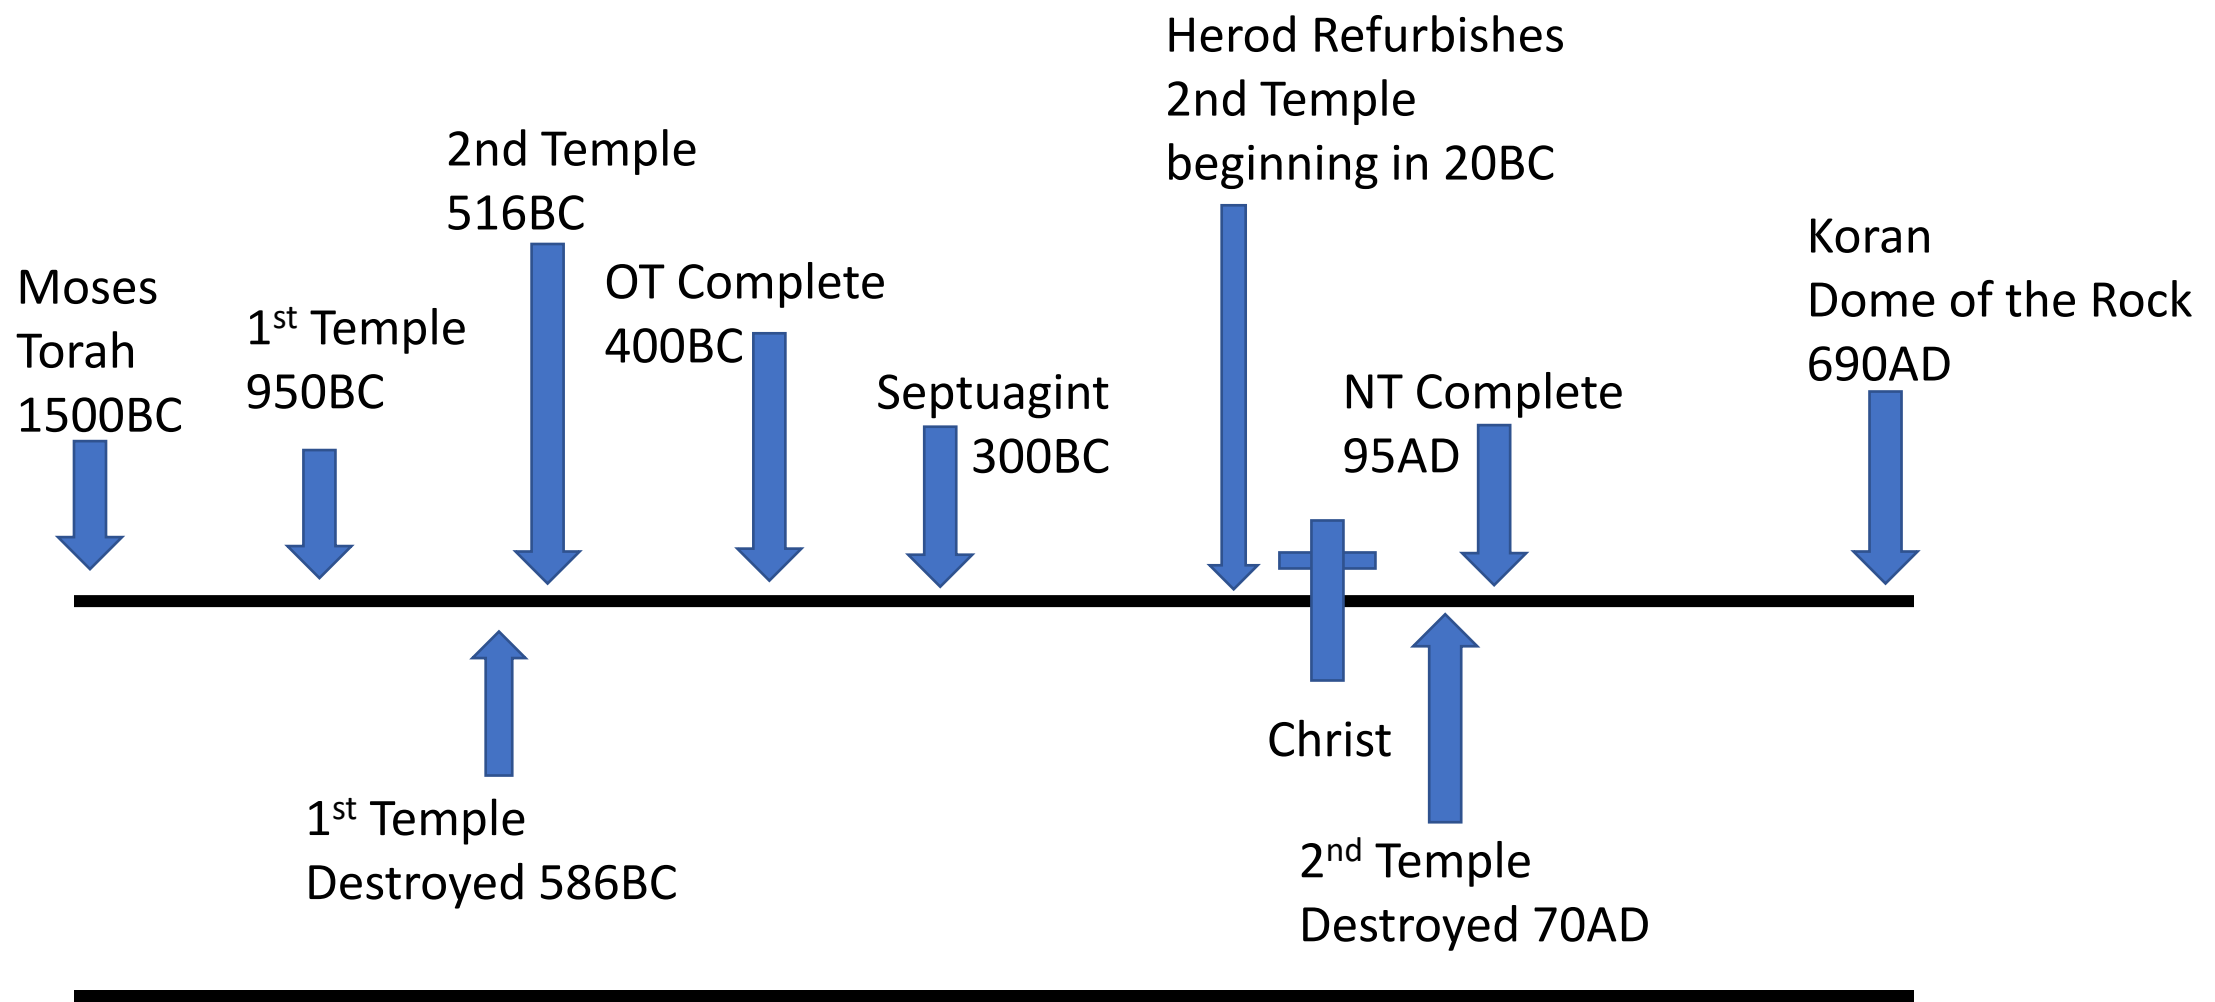 Moses
Torah
1500BC
1st Temple
950BC
2nd Temple
516BC
OT Complete
400BC
Septuagint
300BC
Herod Refurbishes
2nd Temple
beginning in 20BC
NT Complete
95AD
Koran
Dome of the Rock
690AD
1st Temple
Destroyed 586BC
Christ
2nd Temple
Destroyed 70AD